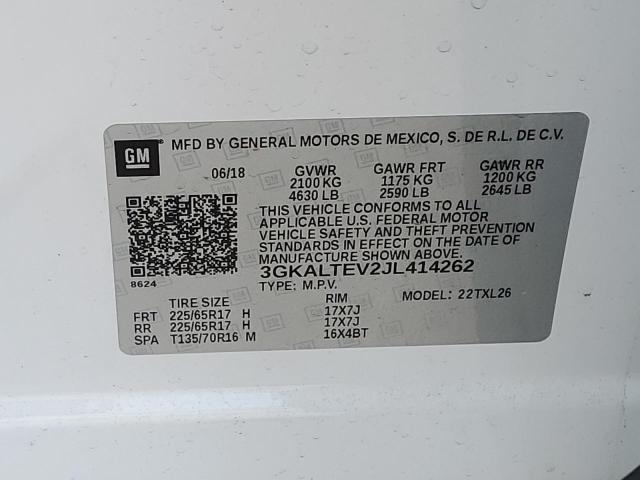 GM
MFD BY GENERAL MOTORS DE MEXICO, S. DE R.L. DE C.V.
06/18 GVWR GAWR FRT GAWR RR
2100 KG 1175 KG 1200 KG
4630 LB 2590 LB 2645 LB
THIS VEHICLE CONFORMS TO ALL
APPLICABLE U.S. FEDERAL MOTOR
VEHICLE SAFETY AND THEFT PREVENTION
STANDARDS IN EFFECT ON THE DATE OF
MANUFACTURE SHOWN ABOVE.
3GKALTEV2JL414262
8624 TYPE: M.P.V. MODEL: 22TXL26
TIRE SIZE RIM
FRT 225/65R17 H 17X7J
RR 225/65R17 H 17X7J
SPA T135/70R16 M 16X4BT